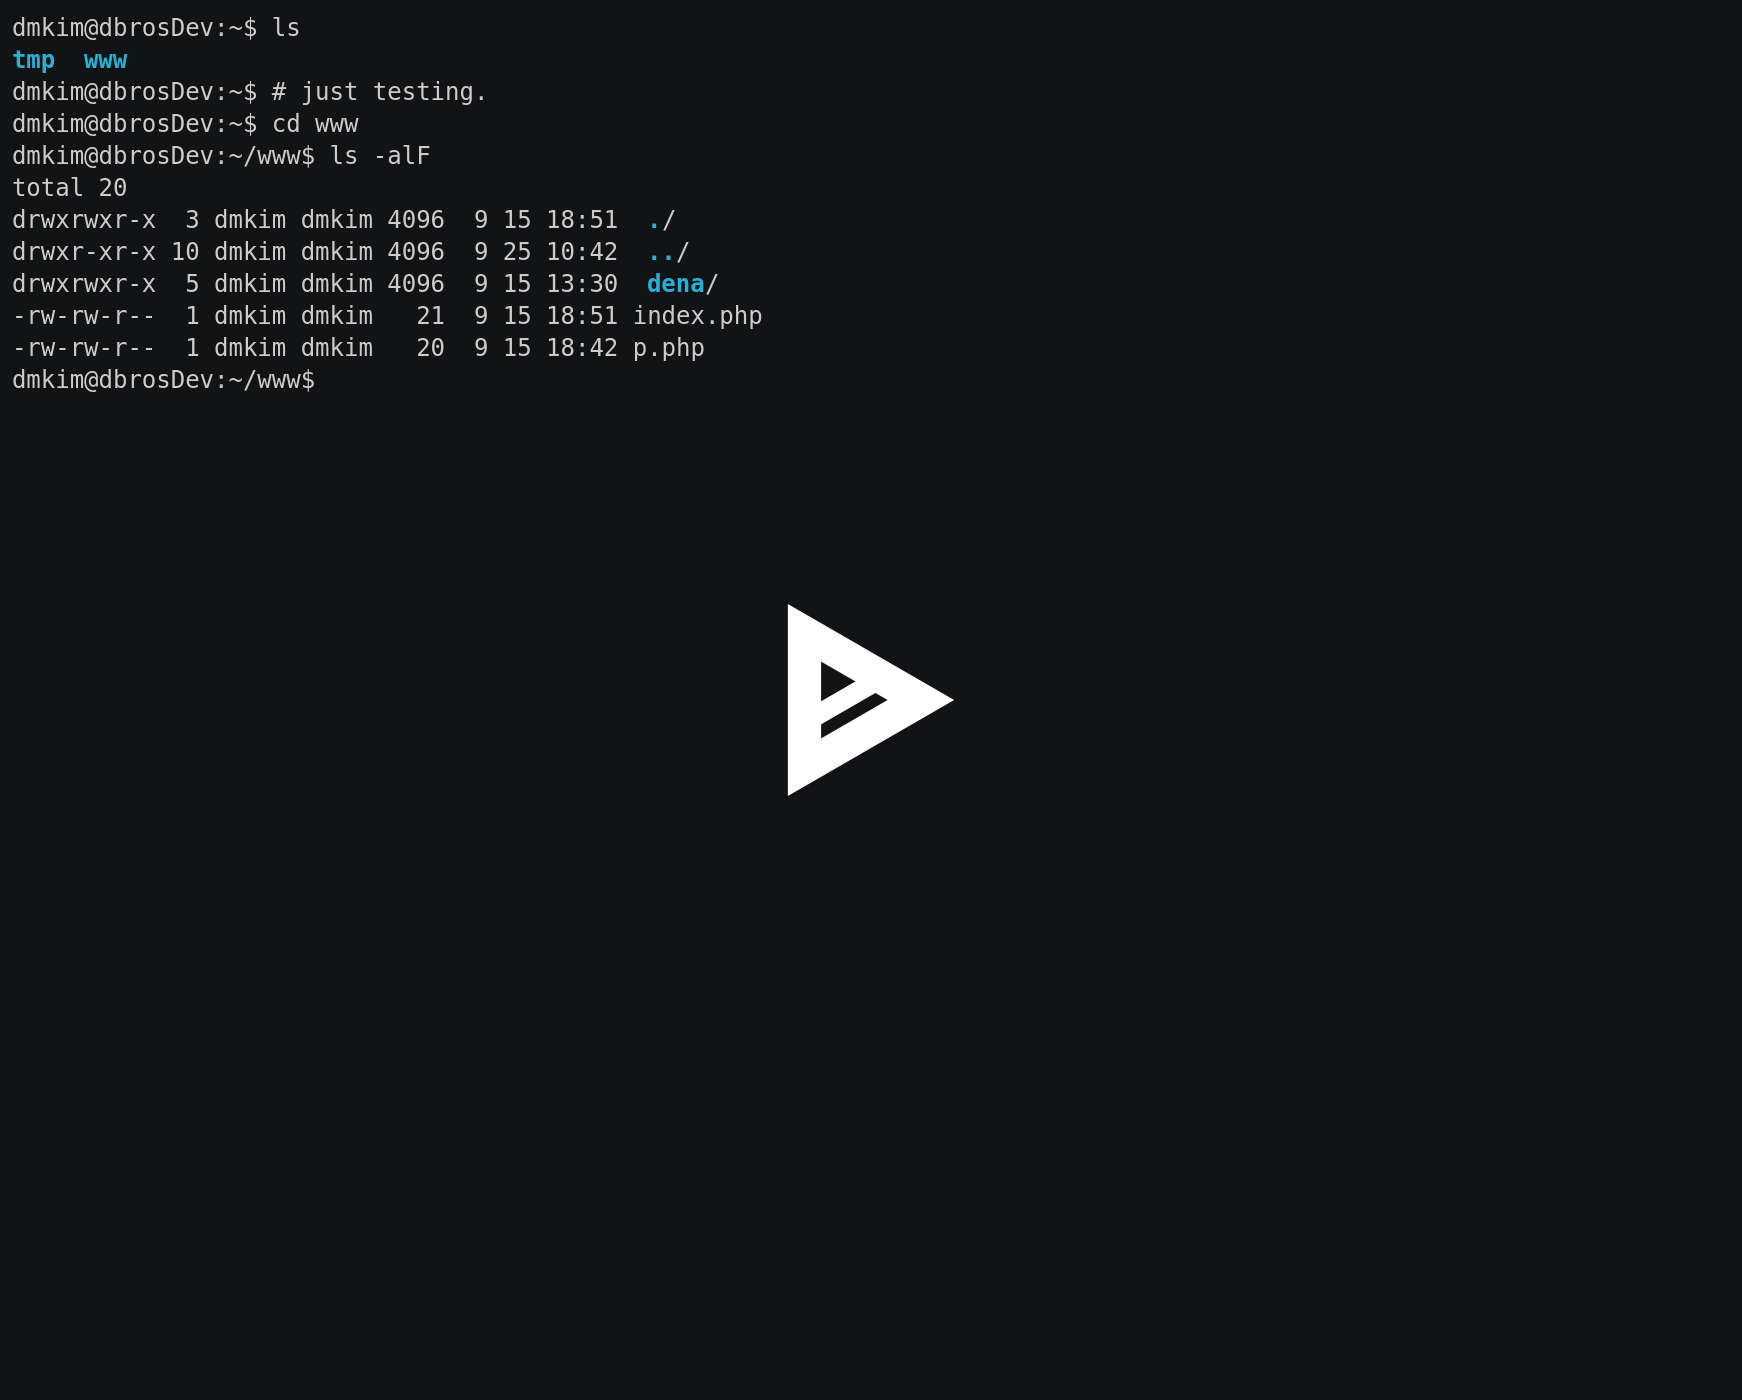 dmkim@dbrosDev:~$ ls
tmp  www
dmkim@dbrosDev:~$ # just testing.
dmkim@dbrosDev:~$ cd www
dmkim@dbrosDev:~/www$ ls -alF
total 20
drwxrwxr-x  3 dmkim dmkim 4096  9 15 18:51  ./
drwxr-xr-x 10 dmkim dmkim 4096  9 25 10:42  ../
drwxrwxr-x  5 dmkim dmkim 4096  9 15 13:30  dena/
-rw-rw-r--  1 dmkim dmkim   21  9 15 18:51 index.php
-rw-rw-r--  1 dmkim dmkim   20  9 15 18:42 p.php
dmkim@dbrosDev:~/www$